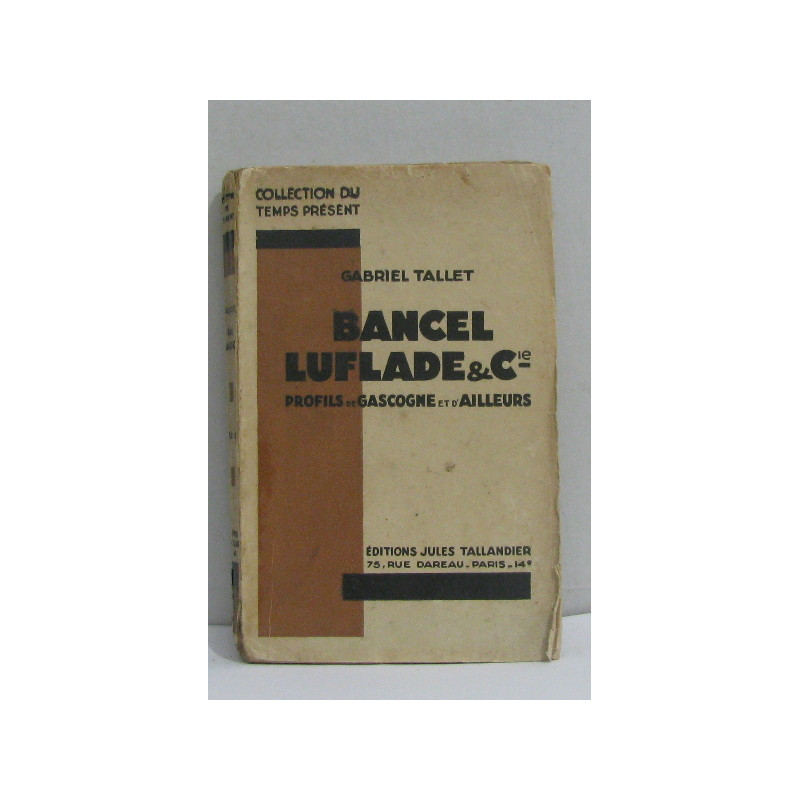 COLLECTION DU
TEMPS PRÉSENT
GABRIEL TALLET
BANCEL
LUFLADE & Cie
PROFILS DE GASCOGNE ET D'AILLEURS
ÉDITIONS JULES TALLANDIER
75, RUE DAREAU - PARIS - 14e